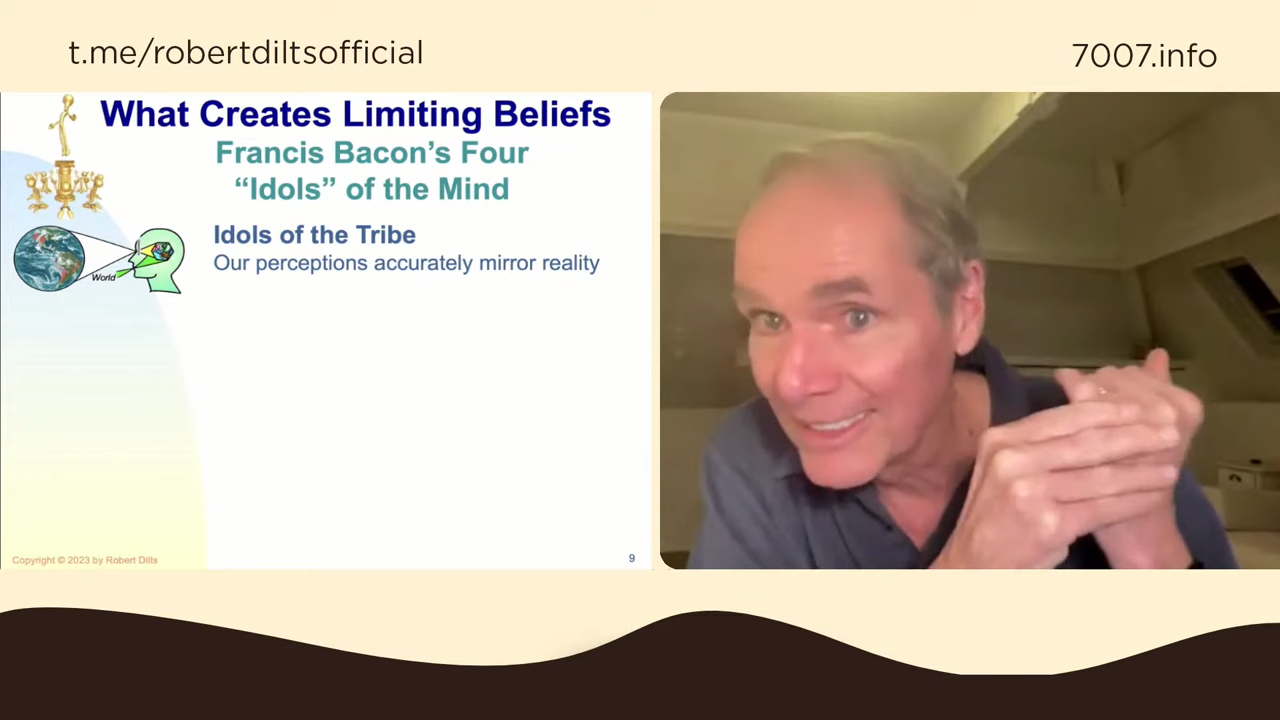 t.me/robertdiltsofficial
7007.info
What Creates Limiting Beliefs
Francis Bacon's Four
“Idols” of the Mind
Idols of the Tribe
Our perceptions accurately mirror reality
World
Copyright © 2023 by Robert Dilts
9